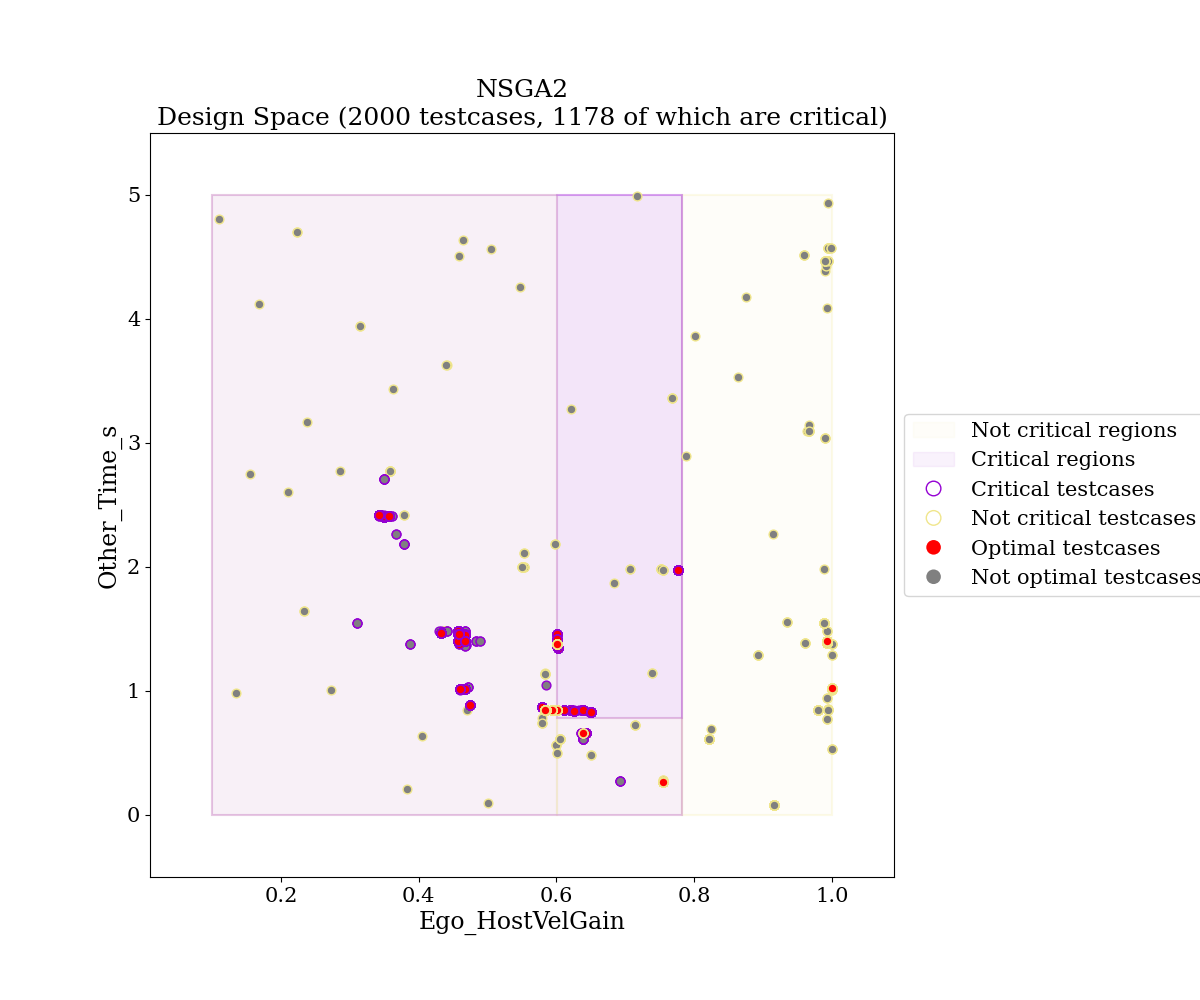 NSGA2
Design Space (2000 testcases, 1178 of which are critical)
5
4
3
2
1
0
Other_Time_s
0.2
0.4
0.6
0.8
1.0
Ego_HostVelGain
Not critical regions
Critical regions
Critical testcases
Not critical testcases
Optimal testcases
Not optimal testcases